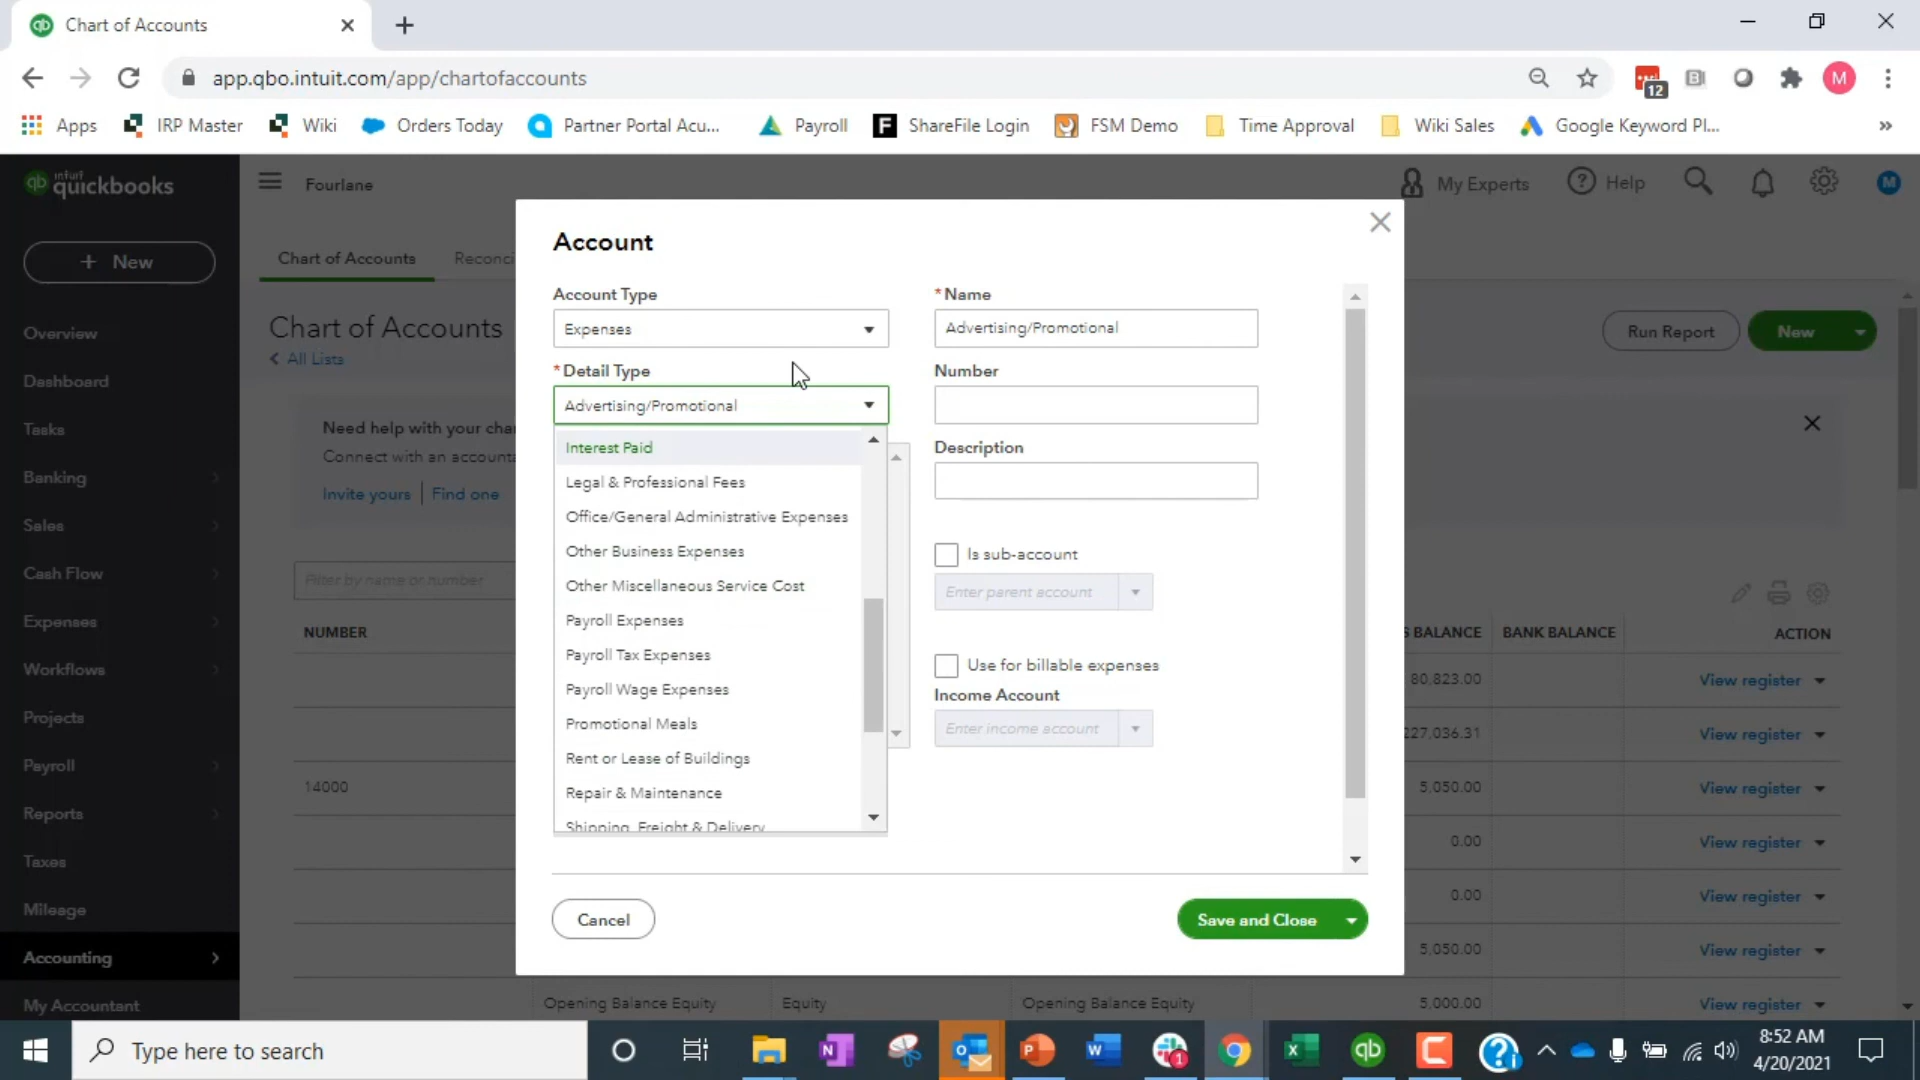 Chart of Accounts
app.qbo.intuit.com/app/chartofaccounts
12
M
Apps
IRP Master
Wiki
Orders Today
Partner Portal Acu...
Payroll
ShareFile Login
FSM Demo
Time Approval
Wiki Sales
Google Keyword Pl...
intuit
quickbooks
Fourlane
My Experts
Help
M
+ New
Overview
Dashboard
Tasks
Banking
Sales
Cash Flow
Expenses
Workflows
Projects
Payroll
Reports
Taxes
Mileage
Accounting
My Accountant
Chart of Accounts
Reconci
Chart of Accounts
All Lists
Run Report
New
Need help with your cha
Connect with an accounta
Invite yours
Find one
Filter by name or number
NUMBER
14000
S BALANCE
BANK BALANCE
ACTION
80,823.00
View register
227,036.31
View register
5,050.00
View register
0.00
View register
0.00
View register
5,050.00
View register
Opening Balance Equity
Equity
Opening Balance Equity
5,000.00
View register
Account
Account Type
Expenses
* Detail Type
Advertising/Promotional
Interest Paid
Legal & Professional Fees
Office/General Administrative Expenses
Other Business Expenses
Other Miscellaneous Service Cost
Payroll Expenses
Payroll Tax Expenses
Payroll Wage Expenses
Promotional Meals
Rent or Lease of Buildings
Repair & Maintenance
Shipping, Freight & Delivery
* Name
Advertising/Promotional
Number
Description
Is sub-account
Enter parent account
Use for billable expenses
Income Account
Enter income account
Cancel
Save and Close
Type here to search
1
8:52 AM
4/20/2021